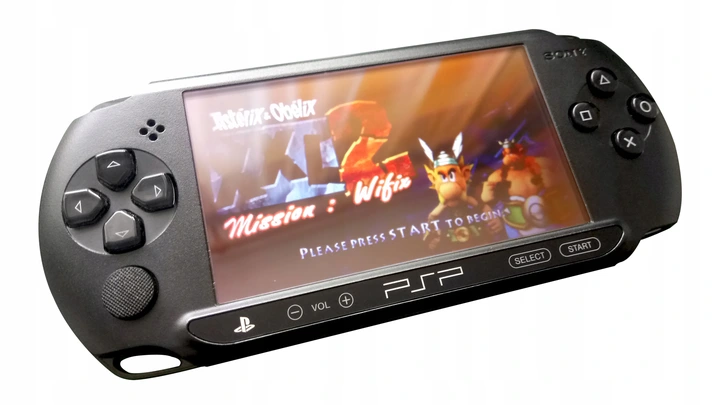 SONY
Astérix & Obélix
XXL 2
Mission : Wifix
PLEASE PRESS START TO BEGIN
VOL
PSP
SELECT
START